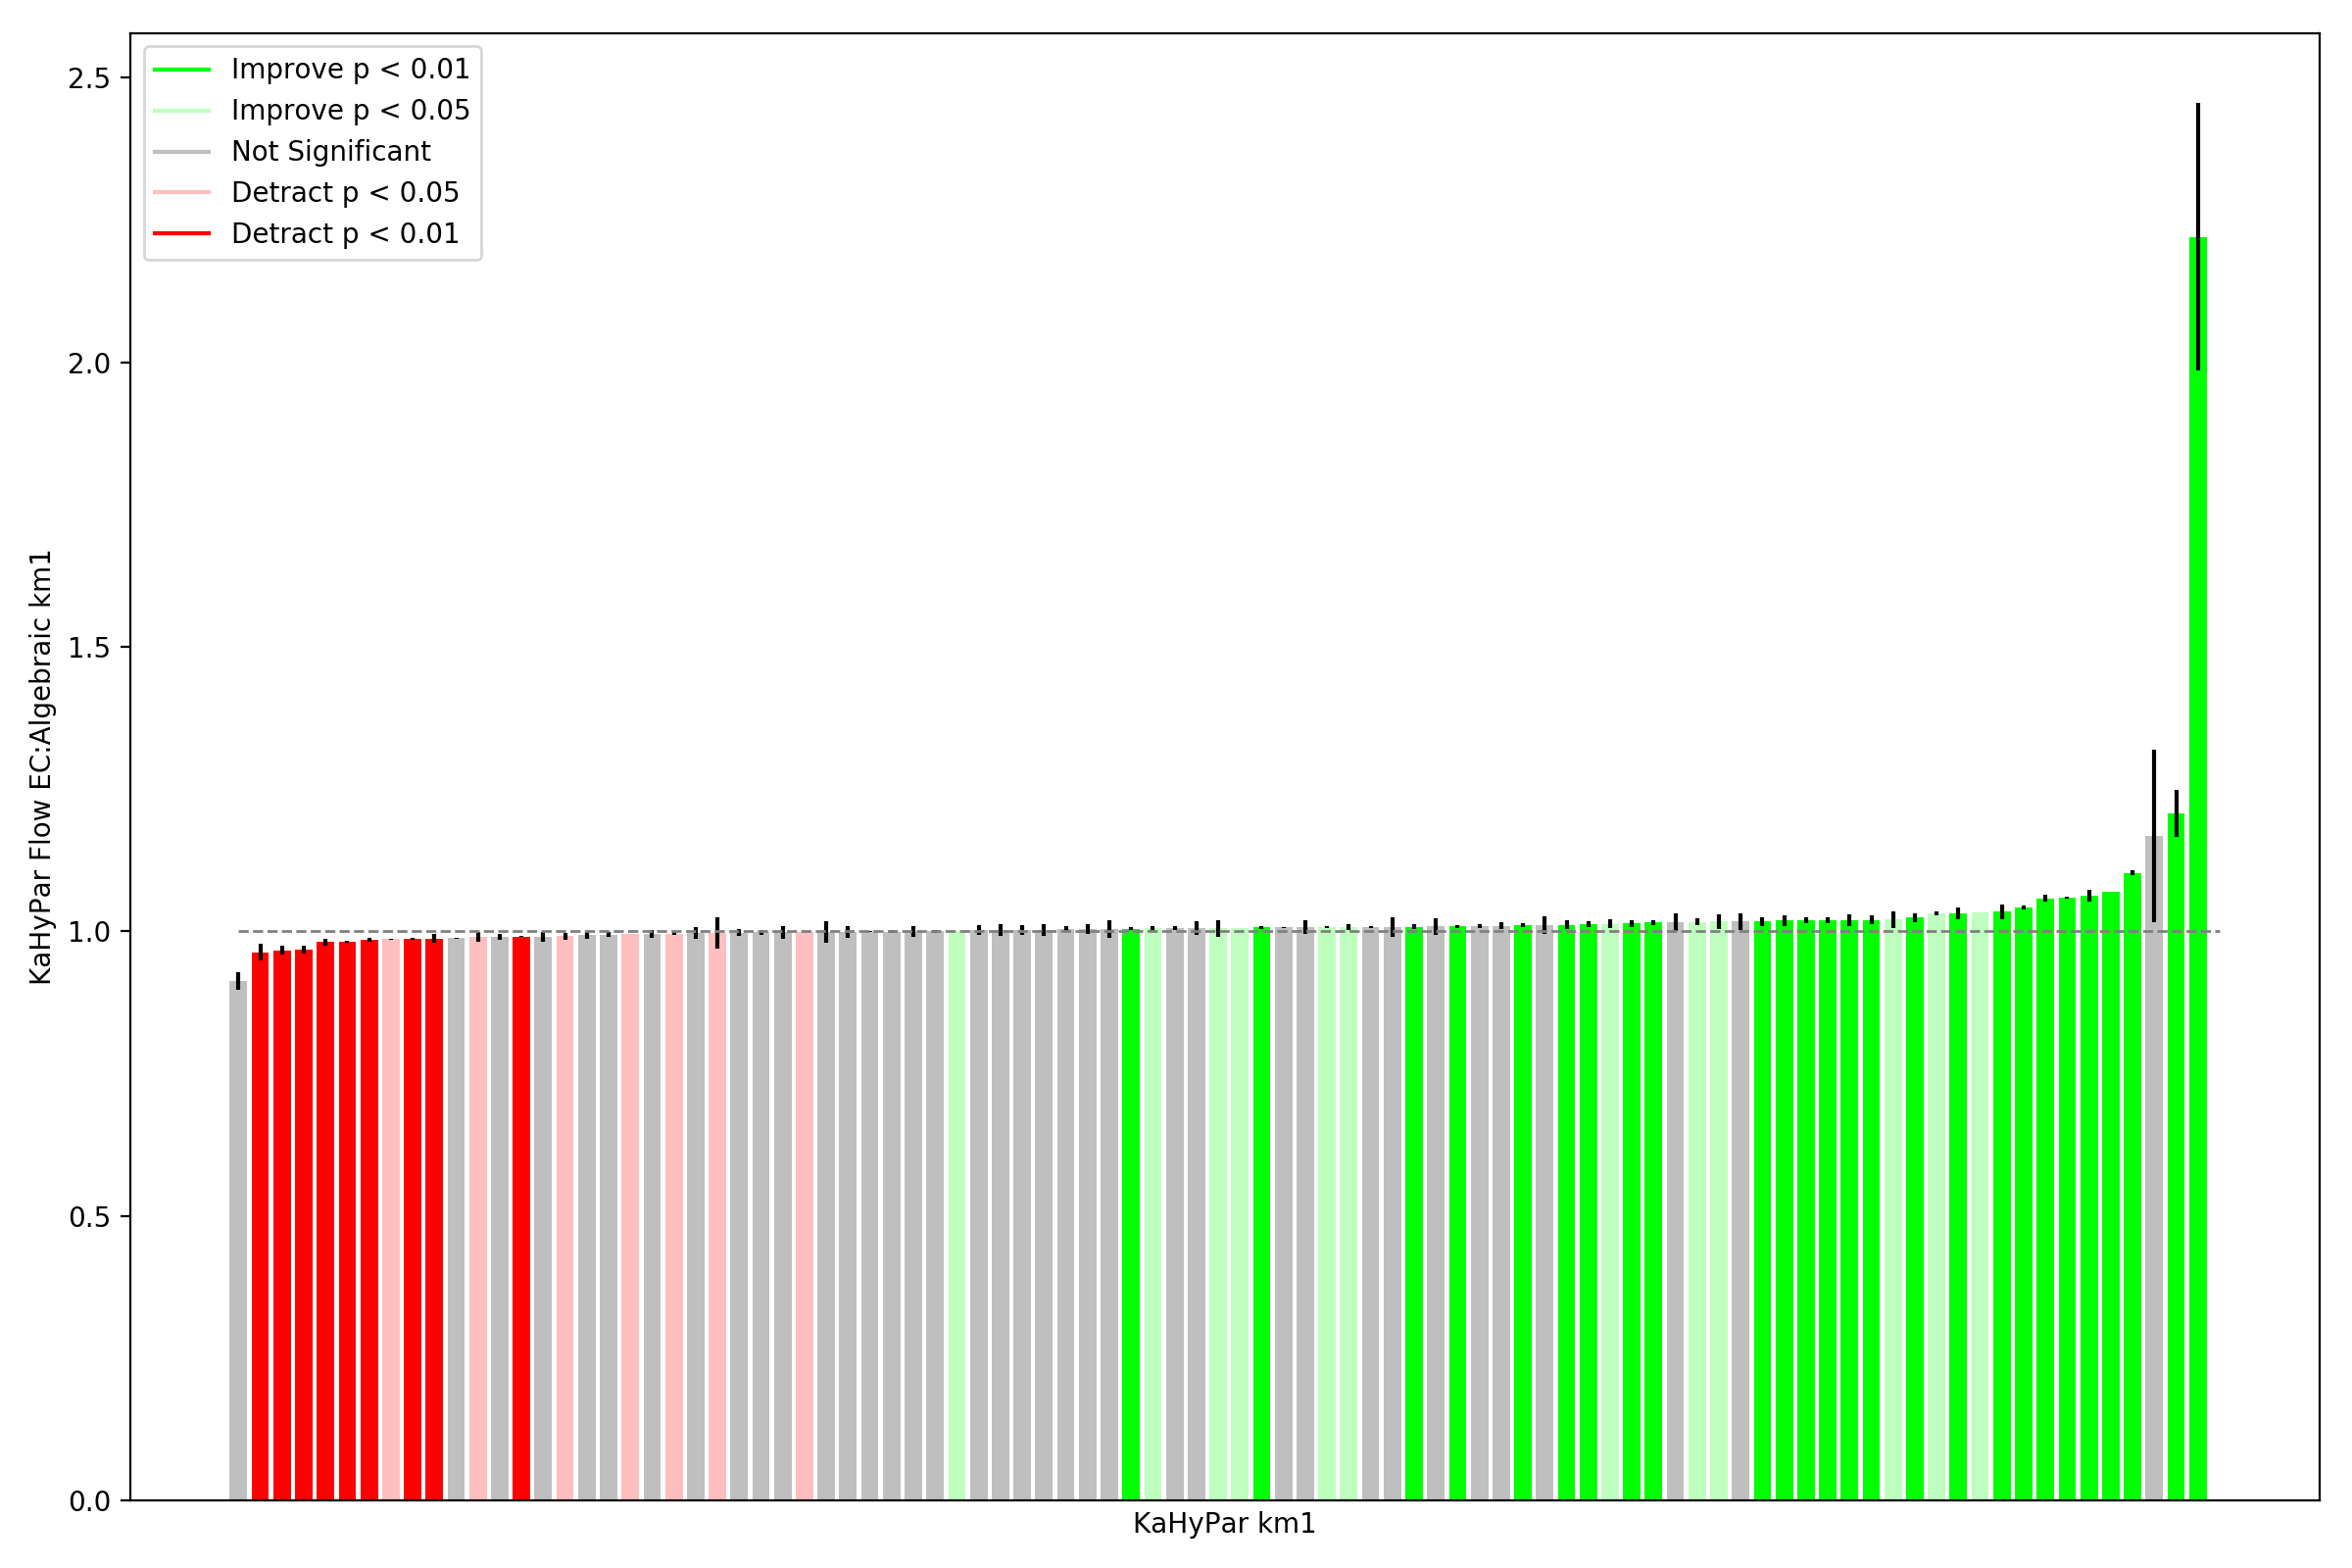 Improve p < 0.01
Improve p < 0.05
Not Significant
Detract p < 0.05
Detract p < 0.01
2.5
2.0
1.5
1.0
0.5
0.0
KaHyPar Flow EC:Algebraic km1
KaHyPar km1